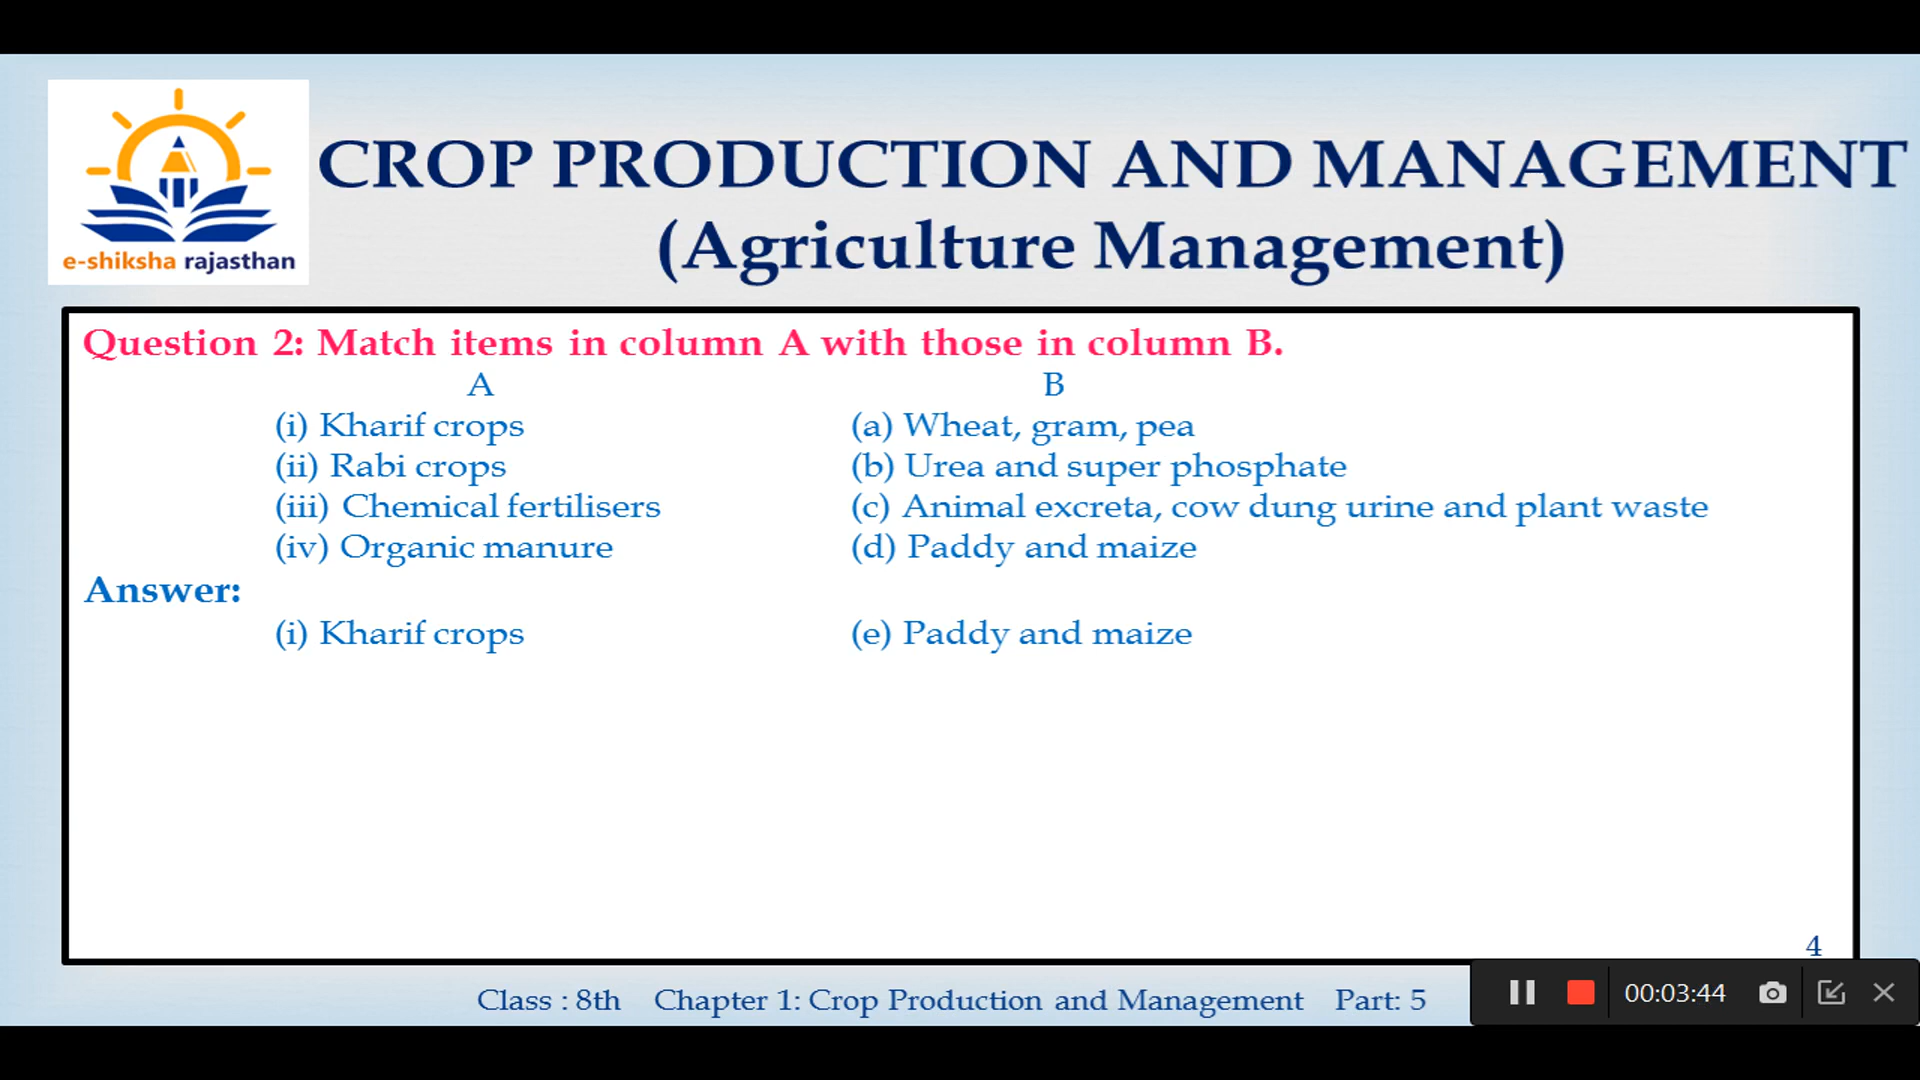 e-shiksha rajasthan
CROP PRODUCTION AND MANAGEMENT
(Agriculture Management)
Question 2: Match items in column A with those in column B.
A B
(i) Kharif crops (a) Wheat, gram, pea
(ii) Rabi crops (b) Urea and super phosphate
(iii) Chemical fertilisers (c) Animal excreta, cow dung urine and plant waste
(iv) Organic manure (d) Paddy and maize
Answer:
(i) Kharif crops (e) Paddy and maize
4
Class : 8th Chapter 1: Crop Production and Management Part: 5
00:03:44